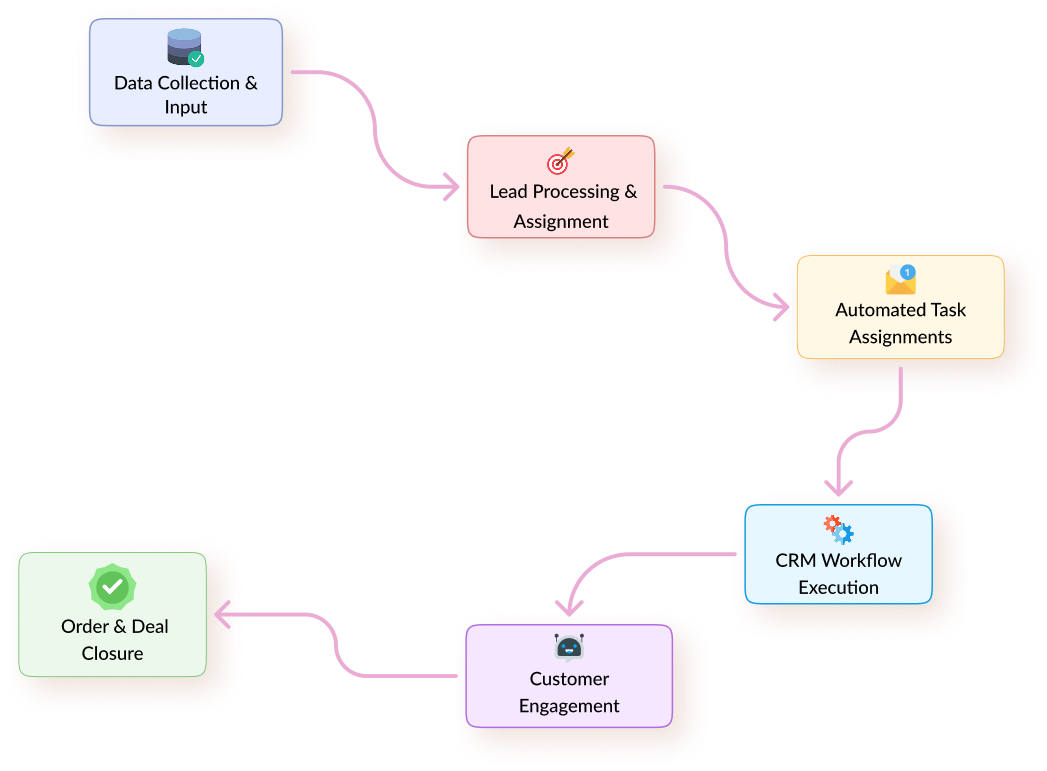 Data Collection &
Input
Lead Processing &
Assignment
1
Automated Task
Assignments
CRM Workflow
Execution
Customer
Engagement
Order & Deal
Closure